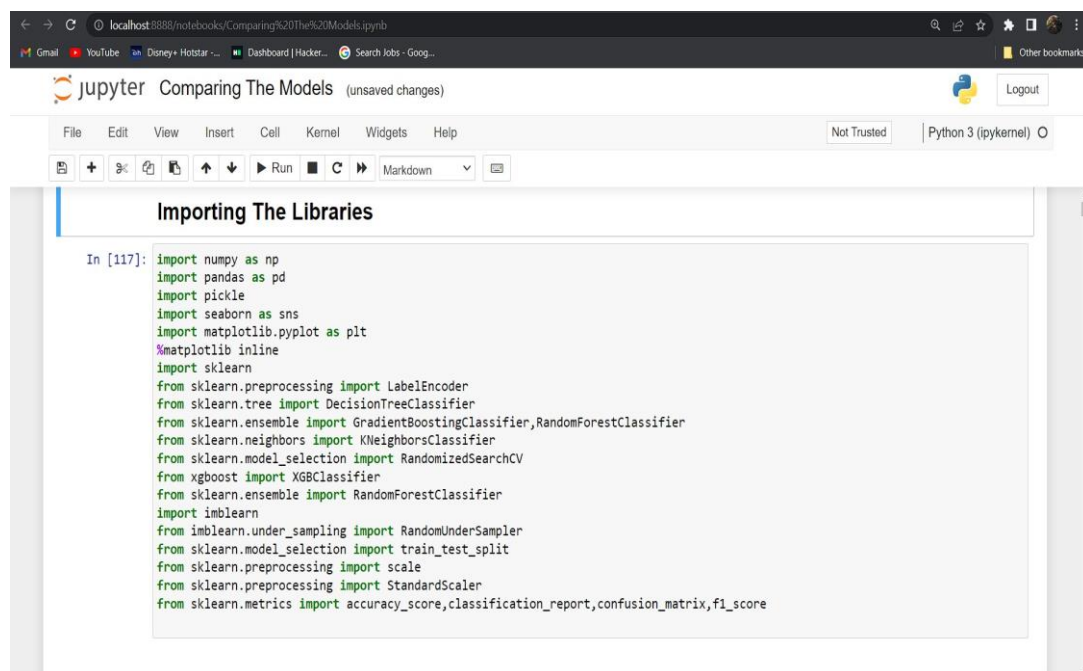 localhost:8888/notebooks/Comparing%20The%20Models.ipynb
Gmail YouTube Disney+ Hotstar -... Dashboard | Hacker... Search Jobs - Goog... Other bookmarks
jupyter Comparing The Models (unsaved changes) Logout
File Edit View Insert Cell Kernel Widgets Help Not Trusted Python 3 (ipykernel)
Run Markdown
Importing The Libraries
In [117]: import numpy as np
import pandas as pd
import pickle
import seaborn as sns
import matplotlib.pyplot as plt
%matplotlib inline
import sklearn
from sklearn.preprocessing import LabelEncoder
from sklearn.tree import DecisionTreeClassifier
from sklearn.ensemble import GradientBoostingClassifier,RandomForestClassifier
from sklearn.neighbors import KNeighborsClassifier
from sklearn.model_selection import RandomizedSearchCV
from xgboost import XGBClassifier
from sklearn.ensemble import RandomForestClassifier
import imblearn
from imblearn.under_sampling import RandomUnderSampler
from sklearn.model_selection import train_test_split
from sklearn.preprocessing import scale
from sklearn.preprocessing import StandardScaler
from sklearn.metrics import accuracy_score,classification_report,confusion_matrix,f1_score